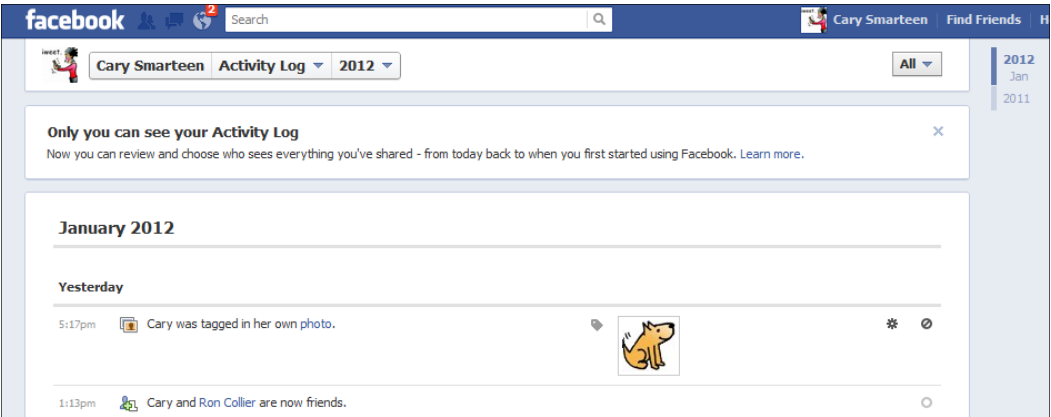 facebook 2 Search Cary Smarteen Find Friends H
iweet. Cary Smarteen Activity Log 2012 All
2012
Jan
2011
Only you can see your Activity Log
Now you can review and choose who sees everything you've shared - from today back to when you first started using Facebook. Learn more.
January 2012
Yesterday
5:17pm Cary was tagged in her own photo.
1:13pm Cary and Ron Collier are now friends.